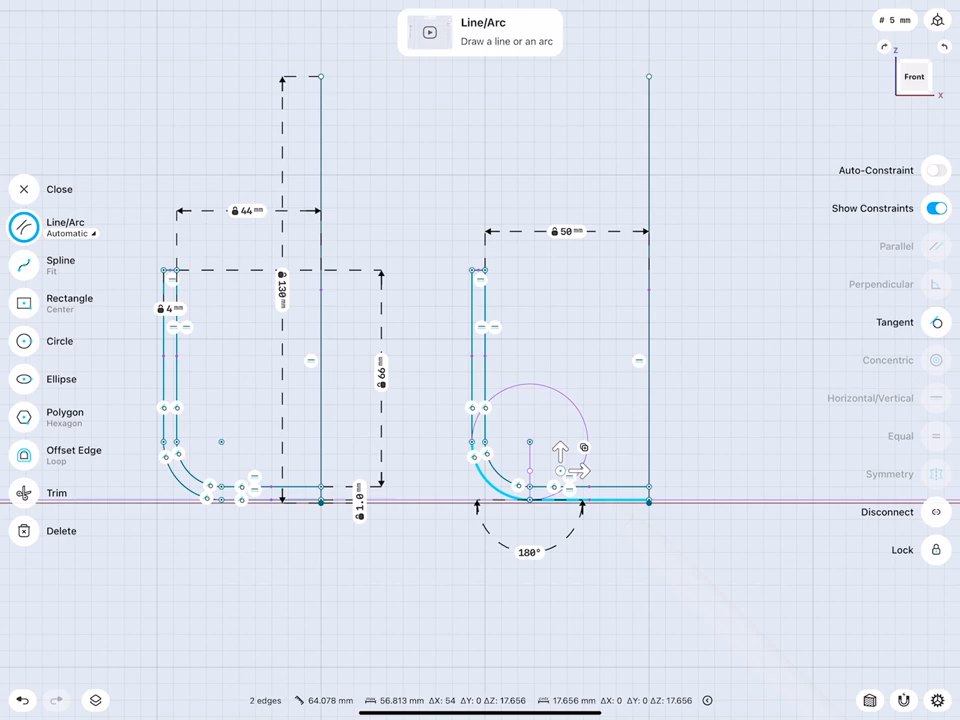 Line/Arc
Draw a line or an arc
# 5 mm
Z
Front
X
Close
Line/Arc
Automatic
Spline
Fit
Rectangle
Center
Circle
Ellipse
Polygon
Hexagon
Offset Edge
Loop
Trim
Delete
44 mm
130 mm
4 mm
66 mm
1.0
50 mm
180°
Auto-Constraint
Show Constraints
Parallel
Perpendicular
Tangent
Concentric
Horizontal/Vertical
Equal
Symmetry
Disconnect
Lock
2 edges 64.078 mm 56.813 mm ΔX: 54 ΔY: 0 ΔZ: 17.656 17.656 mm ΔX: 0 ΔY: 0 ΔZ: 17.656